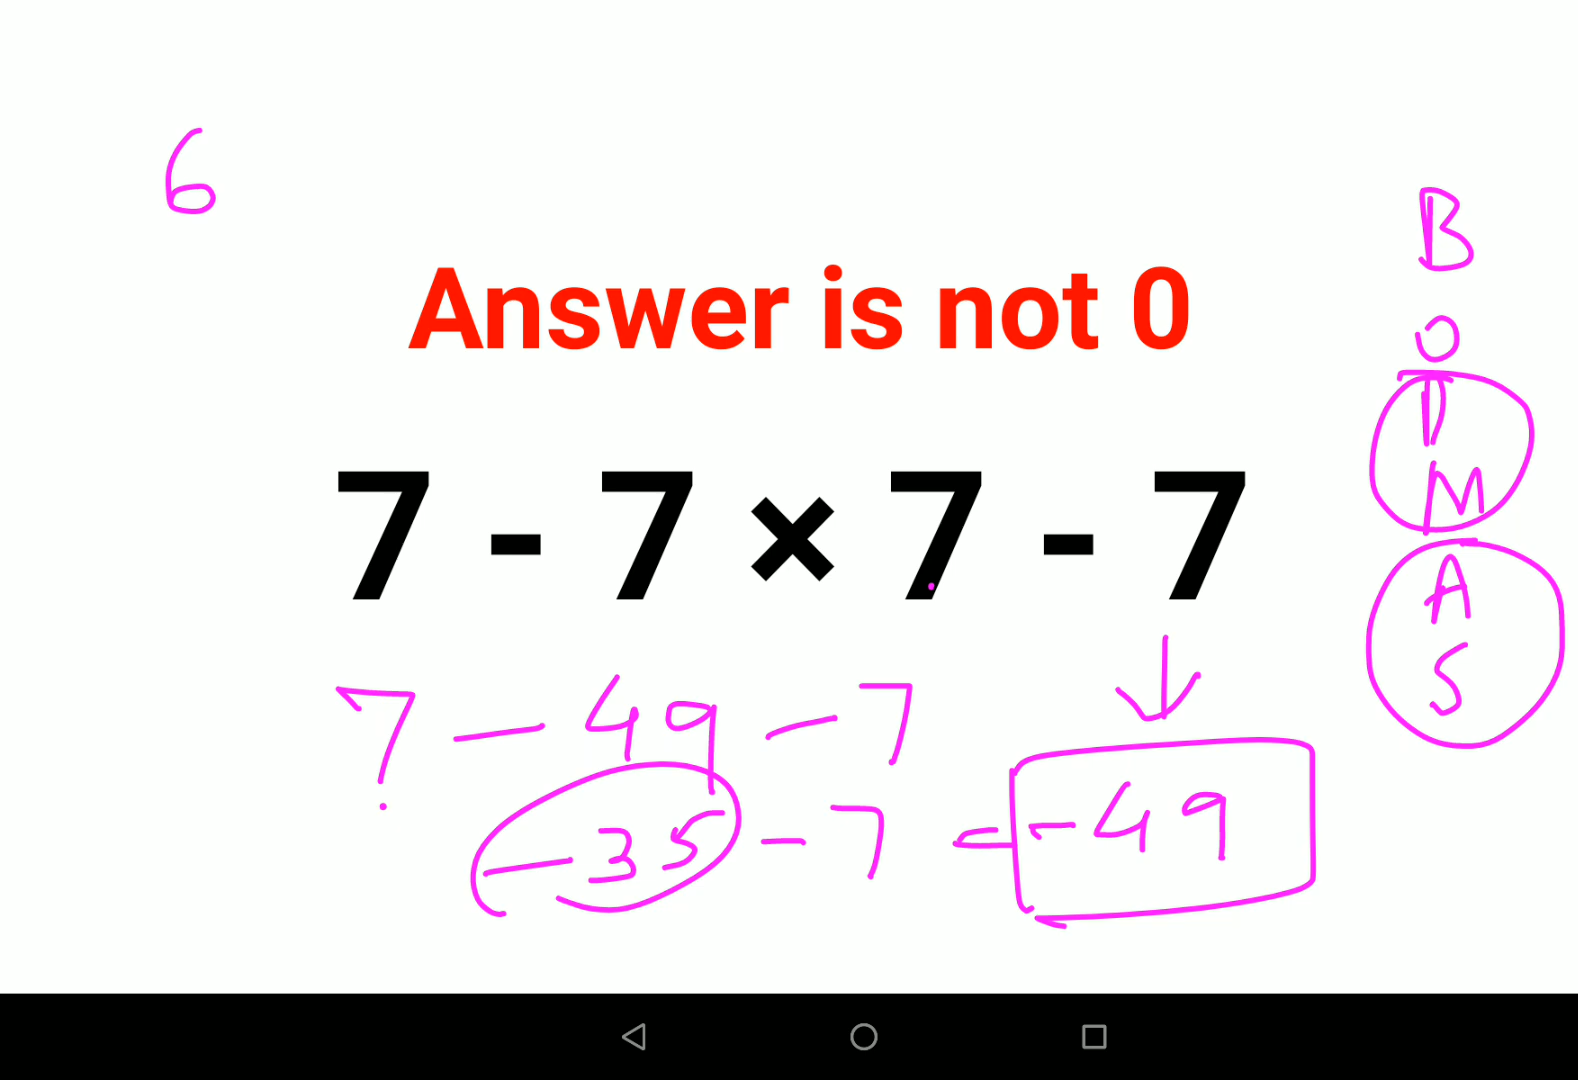 6
Answer is not 0
7 - 7 × 7 - 7
7 - 49 - 7
-35 - 7 = -49
B
O
D
M
A
S